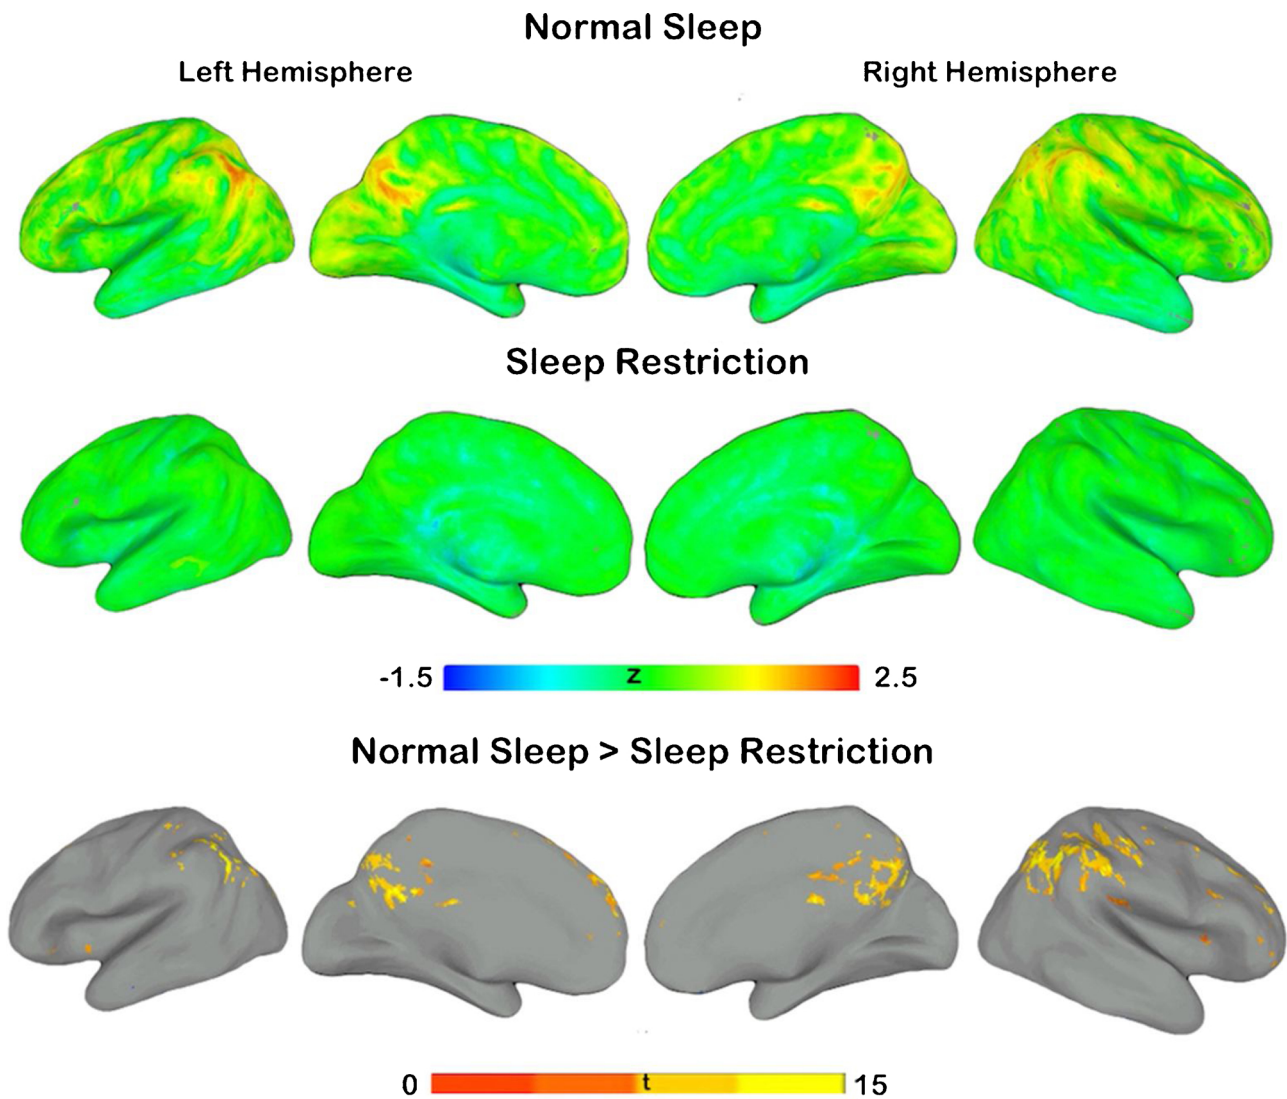 Normal Sleep
Left Hemisphere Right Hemisphere
Sleep Restriction
-1.5 Z 2.5
Normal Sleep > Sleep Restriction
0 t 15